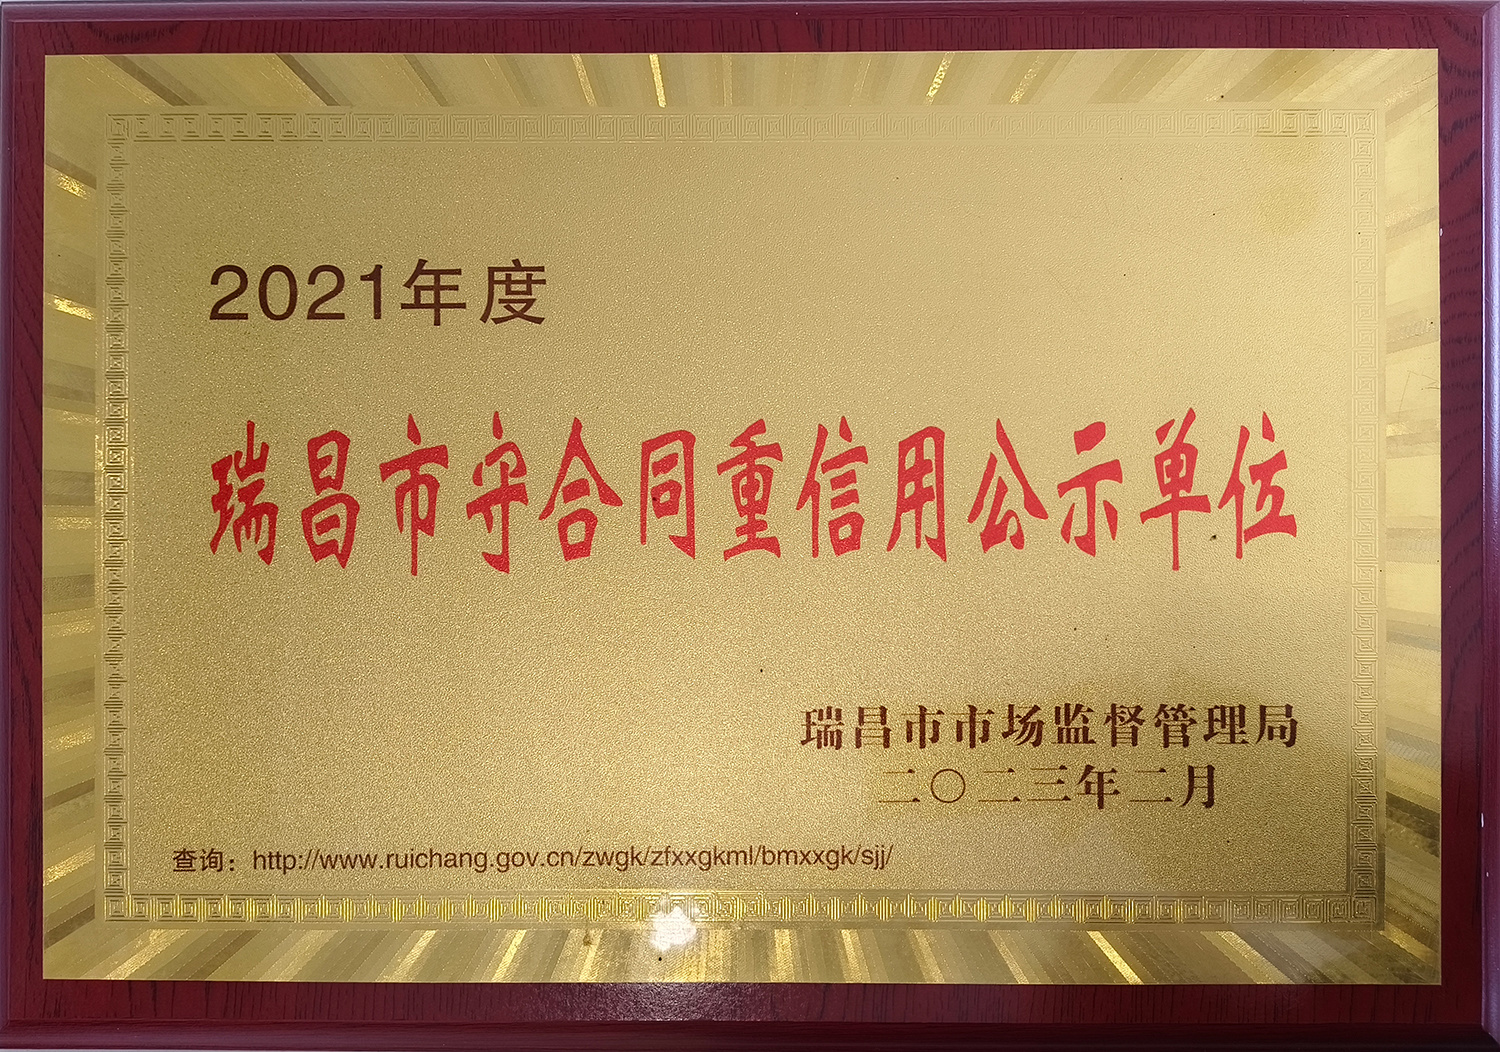 2021年度
瑞昌市守合同重信用公示单位
瑞昌市市场监督管理局
二〇二三年二月
查询：http://www.ruichang.gov.cn/zwgk/zfxxgkml/bmxxgk/sjj/